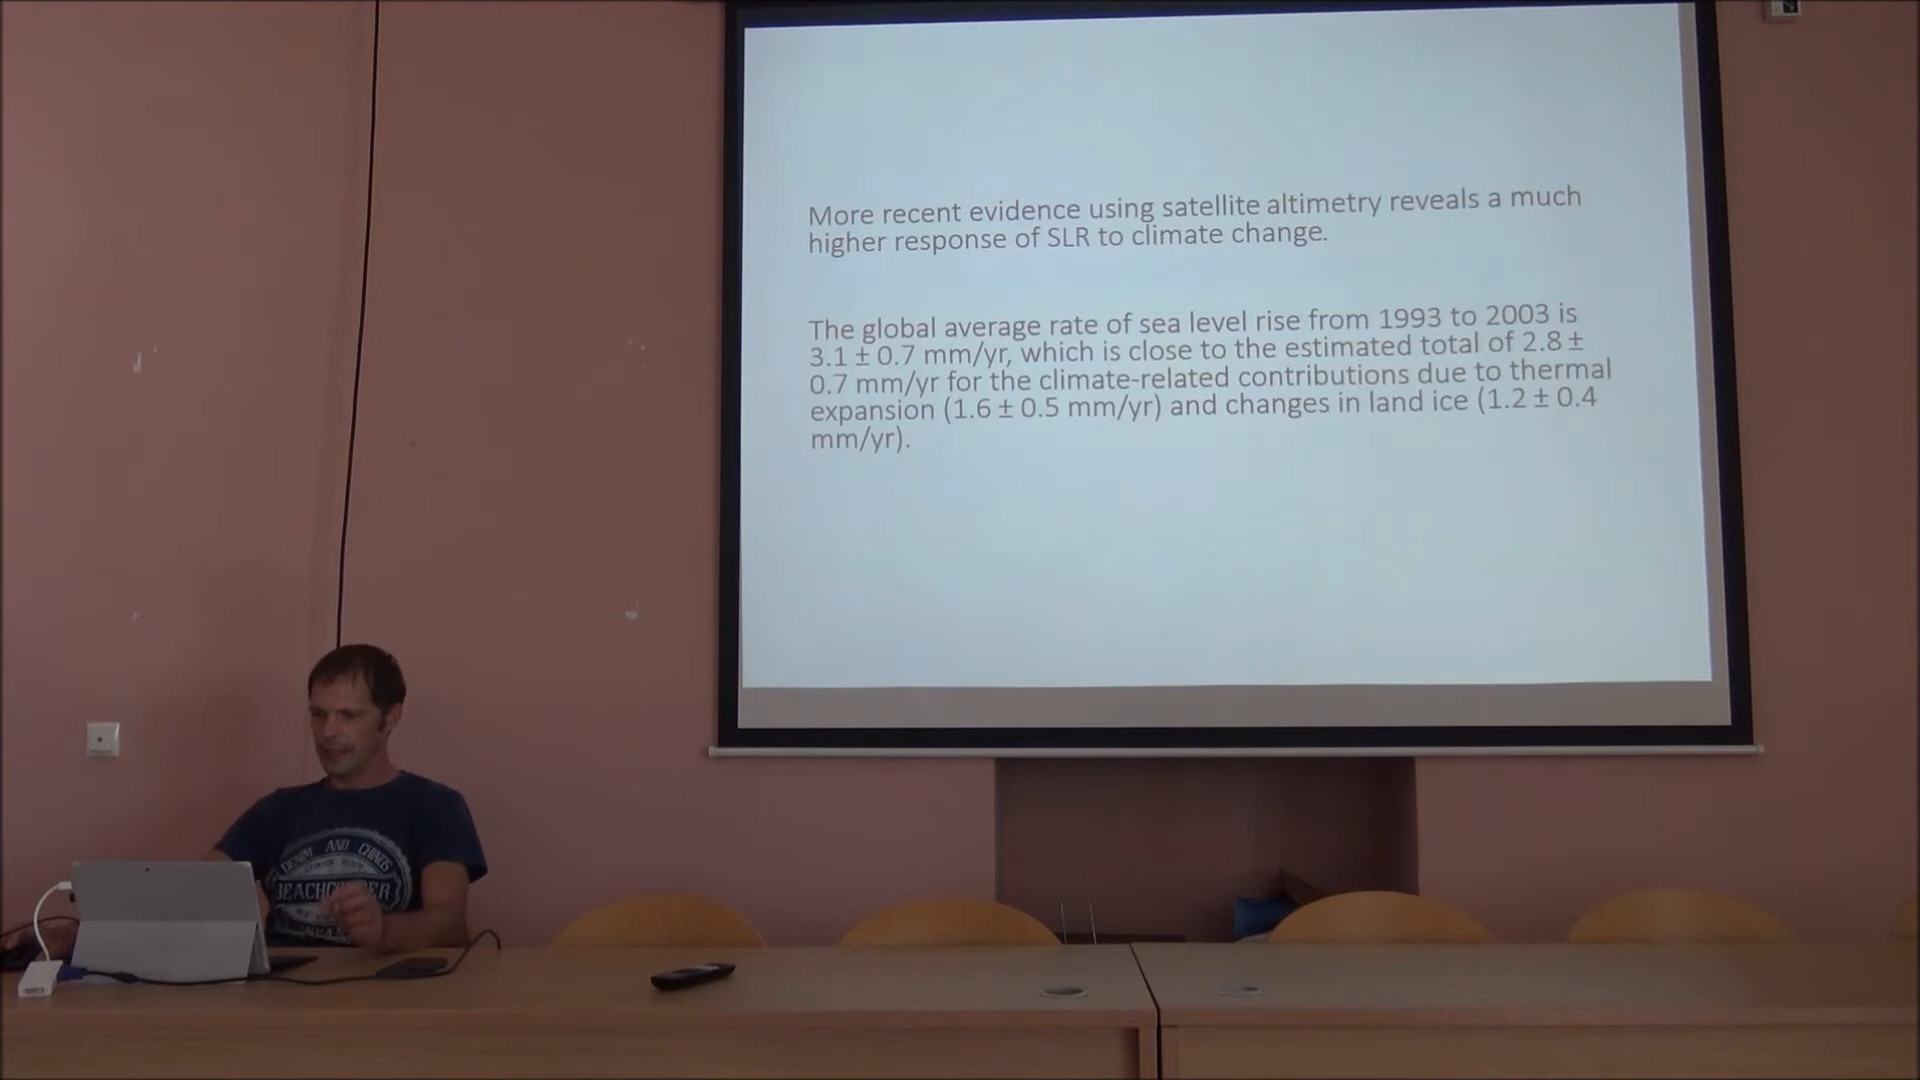 More recent evidence using satellite altimetry reveals a much
higher response of SLR to climate change.
The global average rate of sea level rise from 1993 to 2003 is
3.1 ± 0.7 mm/yr, which is close to the estimated total of 2.8 ±
0.7 mm/yr for the climate-related contributions due to thermal
expansion (1.6 ± 0.5 mm/yr) and changes in land ice (1.2 ± 0.4
mm/yr).
DENIM AND CHINOS